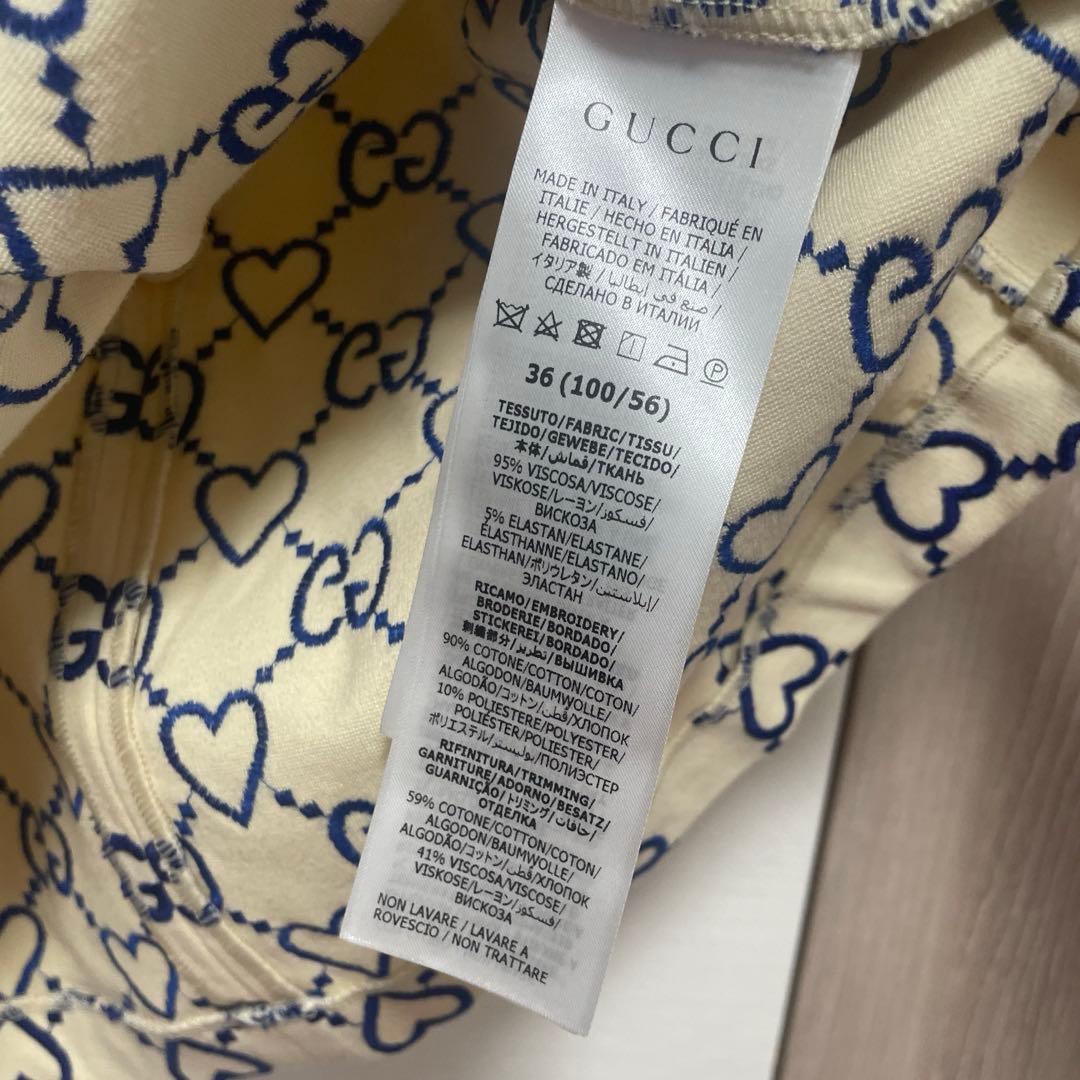 GUCCI
MADE IN ITALY / FABRIQUÉ EN
ITALIE / HECHO EN ITALIA /
HERGESTELLT IN ITALIEN /
FABRICADO EM ITÁLIA /
イタリア製 / صنع في إيطاليا /
СДЕЛАНО В ИТАЛИИ
P
36 (100/56)
TESSUTO/FABRIC/TISSU/
TEJIDO/GEWEBE/TECIDO/
本体/قماش/ТКАНЬ
95% VISCOSA/VISCOSE/
VISKOSE/レーヨン/فسكوز/
ВИСКОЗА
5% ELASTAN/ELASTANE/
ÉLASTHANNE/ELASTANO/
ELASTHAN/ポリウレタン/إيلاستين/
ЭЛАСТАН
RICAMO/EMBROIDERY/
BRODERIE/BORDADO/
STICKEREI/BORDADO/
刺繍部分/تطريز/ВЫШИВКА
90% COTONE/COTTON/COTON/
ALGODON/BAUMWOLLE/
ALGODÃO/コットン/قطن/ХЛОПОК
10% POLIESTERE/POLYESTER/
POLIÉSTER/POLIESTER/
ポリエステル/بوليستر/ПОЛИЭСТЕР
RIFINITURA/TRIMMING/
GARNITURE/ADORNO/BESATZ/
GUARNIÇÃO/トリミング/حافات/
ОТДЕЛКА
59% COTONE/COTTON/COTON/
ALGODON/BAUMWOLLE/
ALGODÃO/コットン/قطن/ХЛОПОК
41% VISCOSA/VISCOSE/
VISKOSE/レーヨン/فسكوز/
ВИСКОЗА
NON LAVARE / LAVARE A
ROVESCIO / NON TRATTARE